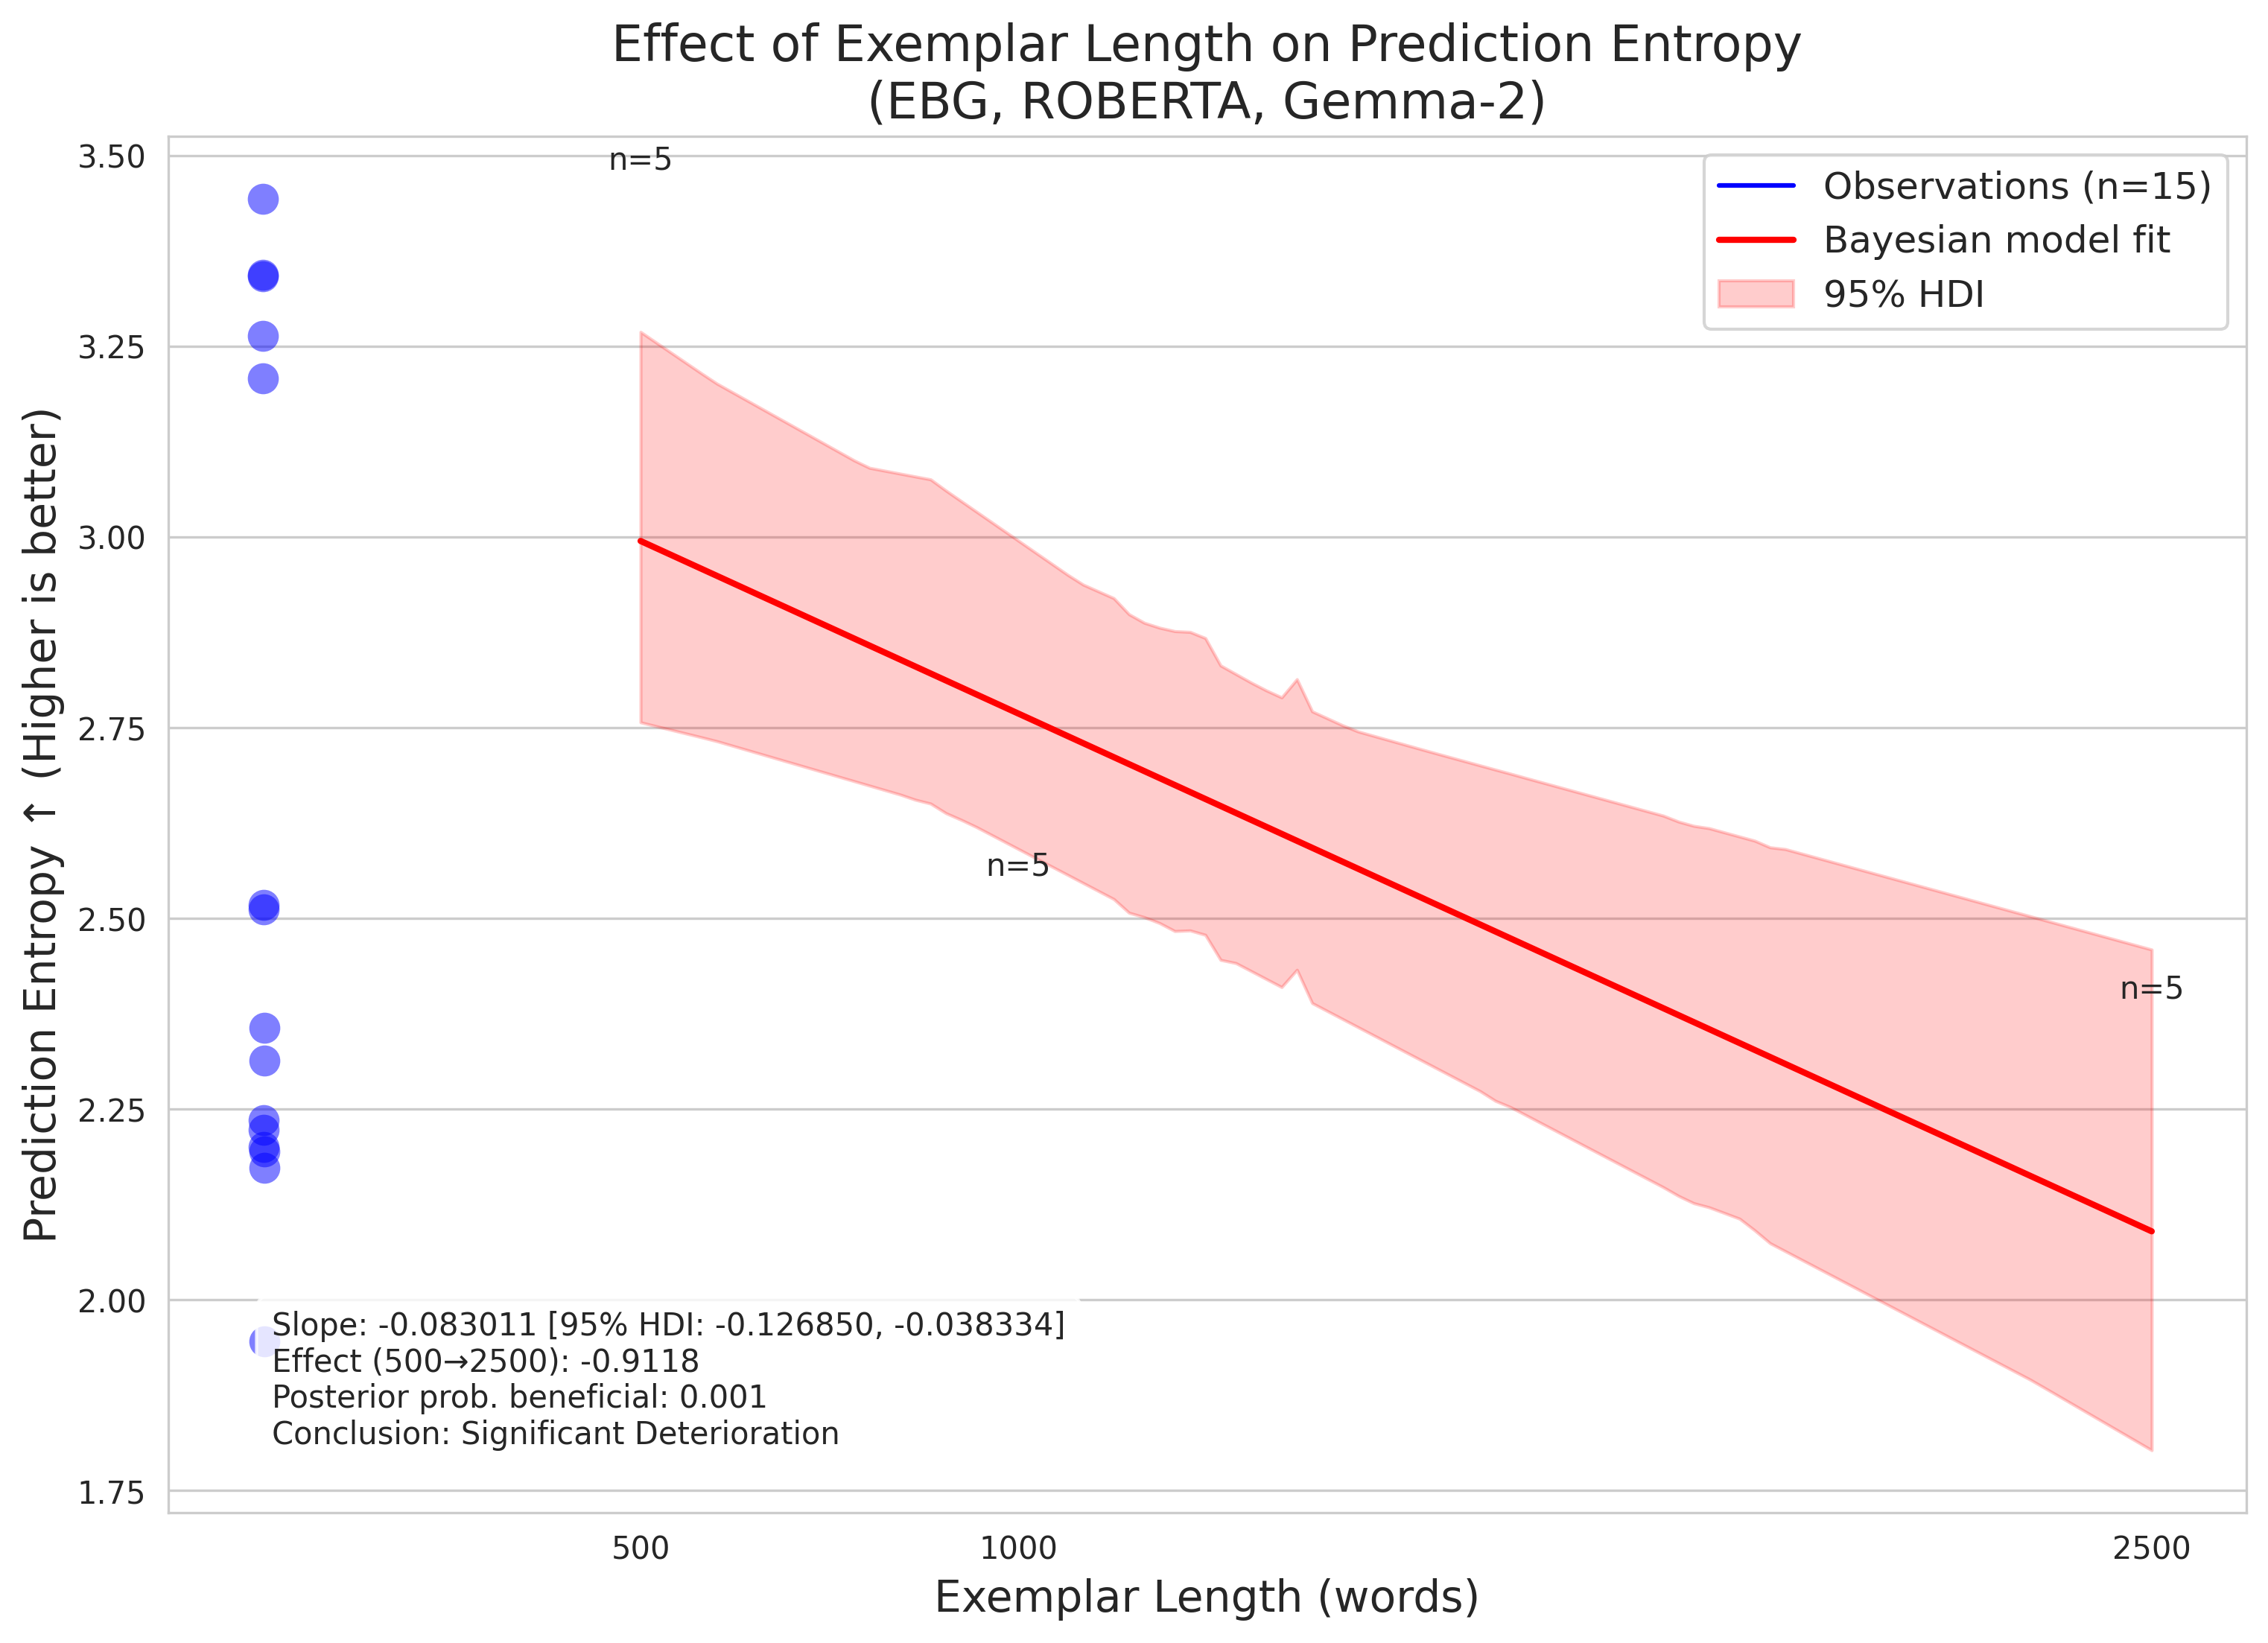 Effect of Exemplar Length on Prediction Entropy
(EBG, ROBERTA, Gemma-2)
Prediction Entropy ↑ (Higher is better)
3.50
3.25
3.00
2.75
2.50
2.25
2.00
1.75
n=5
n=5
n=5
Observations (n=15)
Bayesian model fit
95% HDI
Slope: -0.083011 [95% HDI: -0.126850, -0.038334]
Effect (500→2500): -0.9118
Posterior prob. beneficial: 0.001
Conclusion: Significant Deterioration
500
1000
2500
Exemplar Length (words)